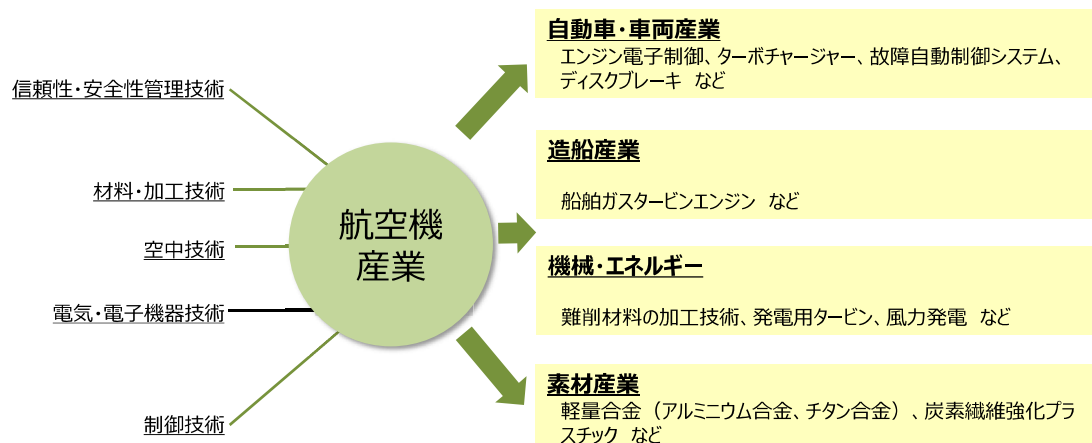 信頼性・安全性管理技術
材料・加工技術
空中技術
電気・電子機器技術
制御技術
航空機
産業
自動車・車両産業
エンジン電子制御、ターボチャージャー、故障自動制御システム、
ディスクブレーキ など
造船産業
船舶ガスタービンエンジン など
機械・エネルギー
難削材料の加工技術、発電用タービン、風力発電 など
素材産業
軽量合金（アルミニウム合金、チタン合金）、炭素繊維強化プラ
スチック など